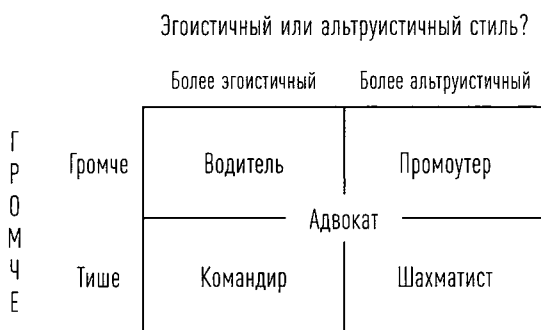 Эгоистичный или альтруистичный стиль?
Более эгоистичный Более альтруистичный
ГРОМЧЕ
Громче Водитель Промоутер
Адвокат
Тише Командир Шахматист